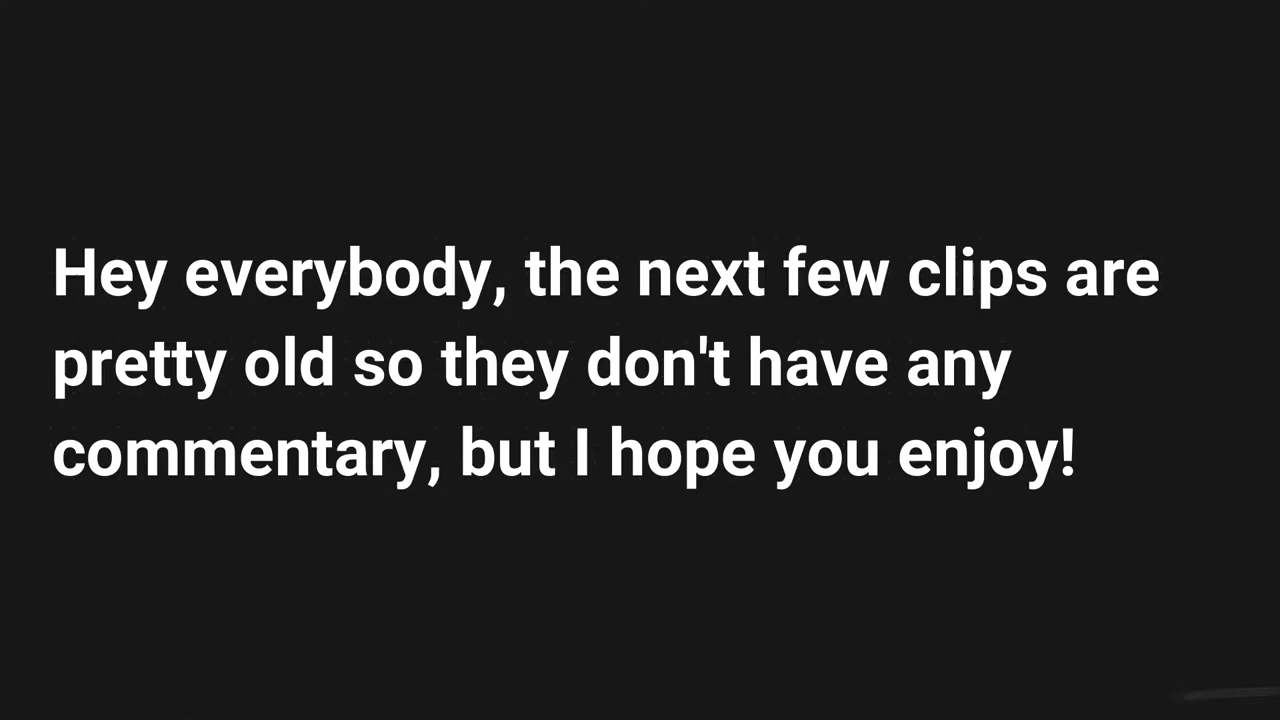 Hey everybody, the next few clips are
pretty old so they don't have any
commentary, but I hope you enjoy!